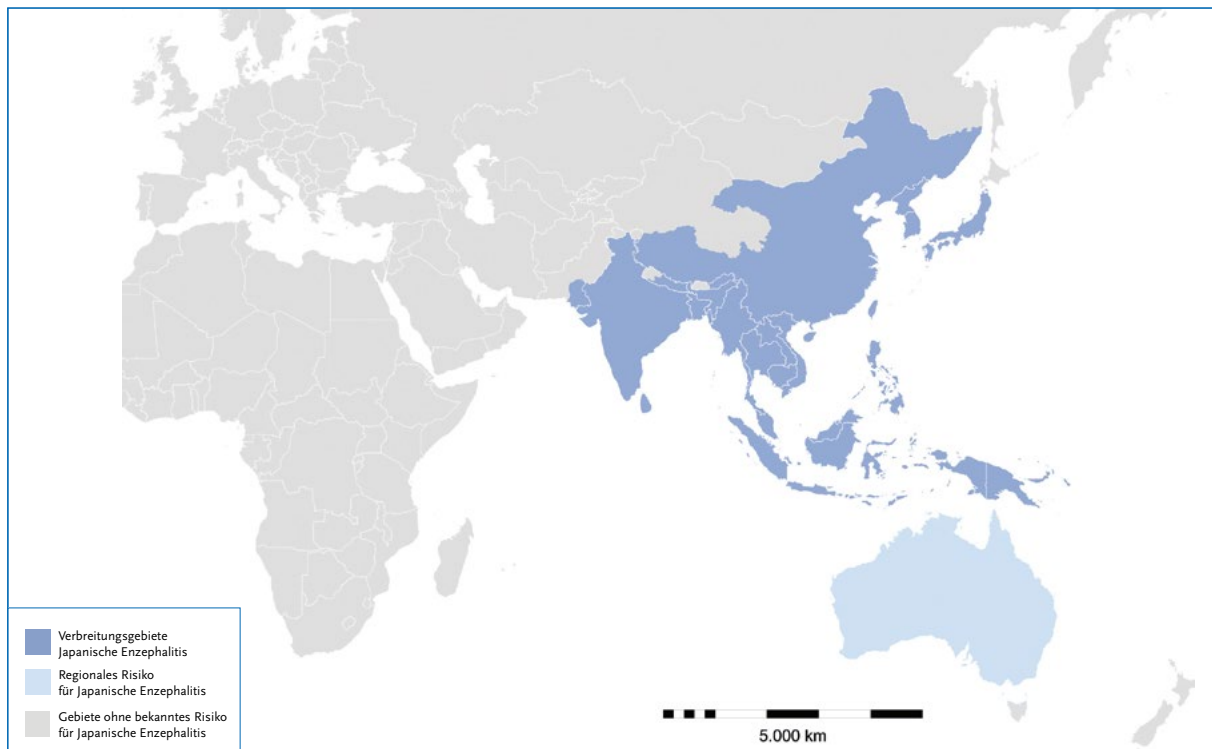 Verbreitungsgebiete
Japanische Enzephalitis
Regionales Risiko
für Japanische Enzephalitis
Gebiete ohne bekanntes Risiko
für Japanische Enzephalitis
5.000 km